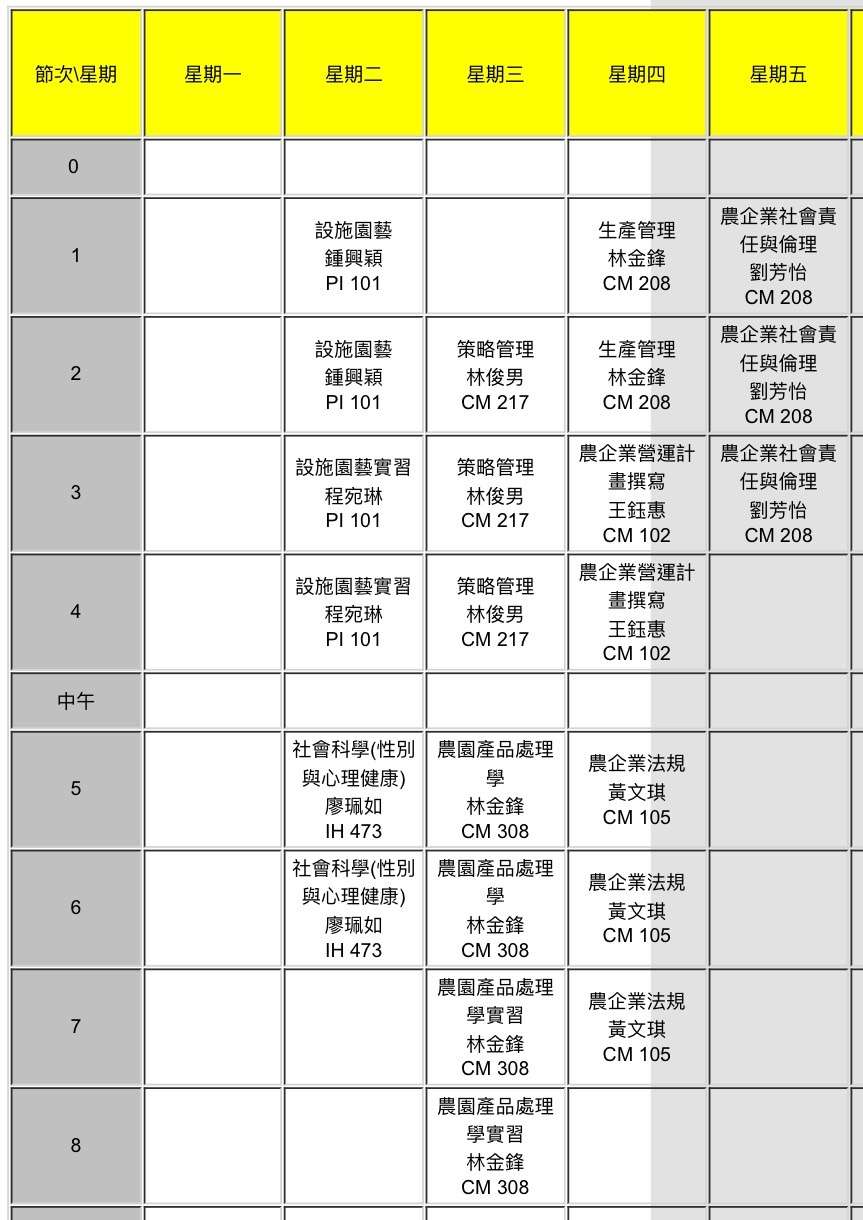 節次\星期 星期一 星期二 星期三 星期四 星期五
0
1
設施園藝
鍾興穎
PI 101
生產管理
林金鋒
CM 208
農企業社會責
任與倫理
劉芳怡
CM 208
2
設施園藝
鍾興穎
PI 101
策略管理
林俊男
CM 217
生產管理
林金鋒
CM 208
農企業社會責
任與倫理
劉芳怡
CM 208
3
設施園藝實習
程宛琳
PI 101
策略管理
林俊男
CM 217
農企業營運計
畫撰寫
王鈺惠
CM 102
農企業社會責
任與倫理
劉芳怡
CM 208
4
設施園藝實習
程宛琳
PI 101
策略管理
林俊男
CM 217
農企業營運計
畫撰寫
王鈺惠
CM 102
中午
5
社會科學(性別
與心理健康)
廖珮如
IH 473
農園產品處理
學
林金鋒
CM 308
農企業法規
黃文琪
CM 105
6
社會科學(性別
與心理健康)
廖珮如
IH 473
農園產品處理
學
林金鋒
CM 308
農企業法規
黃文琪
CM 105
7
農園產品處理
學實習
林金鋒
CM 308
農企業法規
黃文琪
CM 105
8
農園產品處理
學實習
林金鋒
CM 308